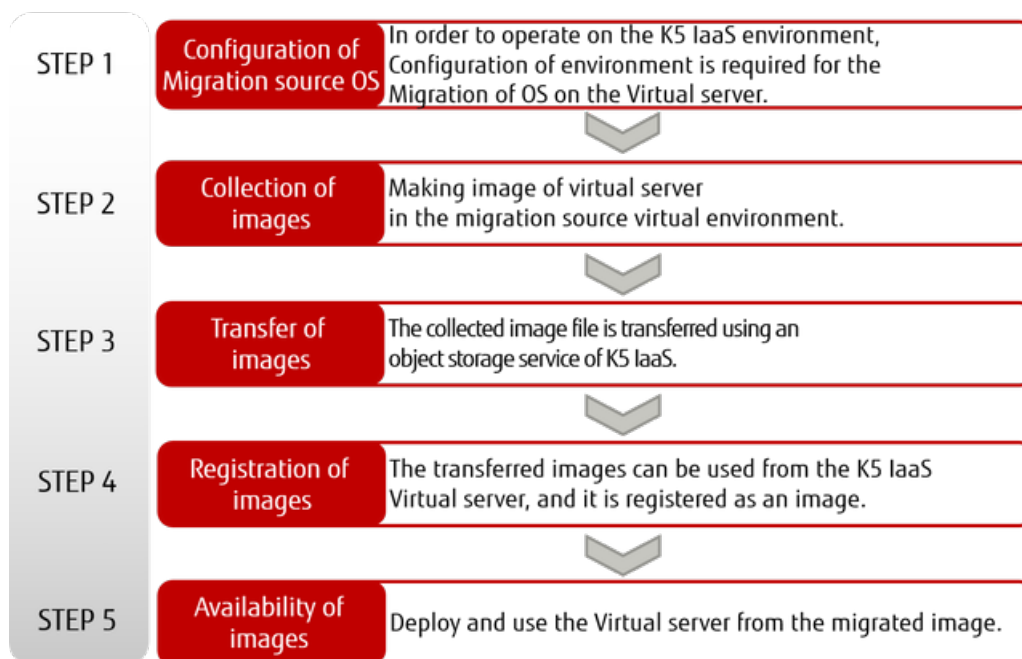 STEP 1
Configuration of
Migration source OS
In order to operate on the K5 IaaS environment,
Configuration of environment is required for the
Migration of OS on the Virtual server.
STEP 2
Collection of
images
Making image of virtual server
in the migration source virtual environment.
STEP 3
Transfer of
images
The collected image file is transferred using an
object storage service of K5 IaaS.
STEP 4
Registration of
images
The transferred images can be used from the K5 IaaS
Virtual server, and it is registered as an image.
STEP 5
Availability of
images
Deploy and use the Virtual server from the migrated image.